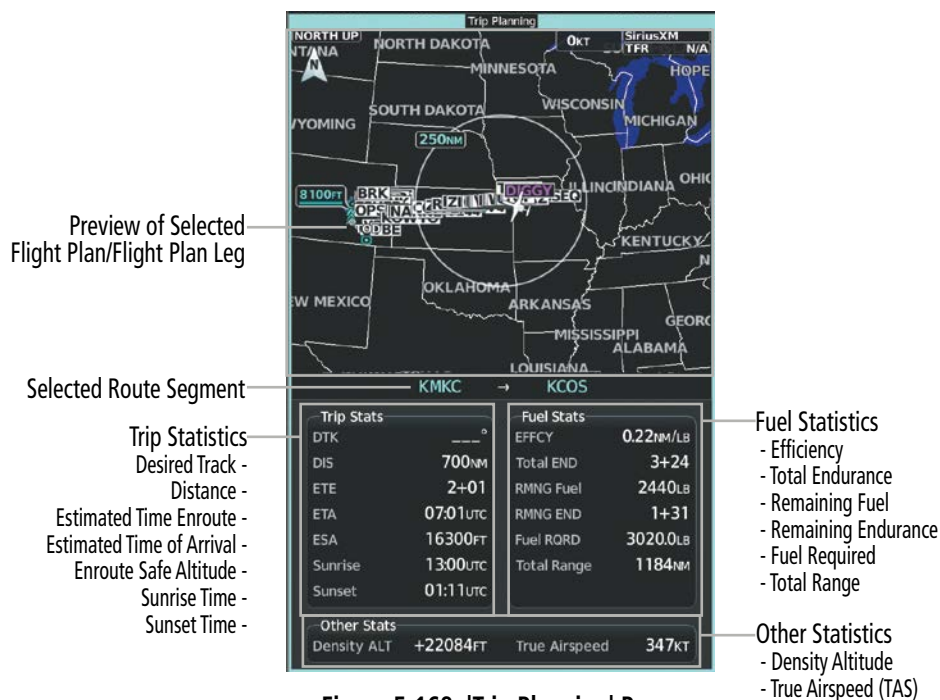 Trip Planning
NORTH UP
N
0KT
SiriusXM
TFR N/A
NTANA
NORTH DAKOTA
MINNESOTA
HOPE
SOUTH DAKOTA
WISCONSIN
MICHIGAN
YOMING
250NM
8100FT
BRK
OPS
DIGGY
SEQ
INDIANA
OHIO
KENTUCKY
OKLAHOMA
EW MEXICO
ARKANSAS
MISSISSIPPI
GEORG
ALABAMA
LOUISIANA
Preview of Selected
Flight Plan/Flight Plan Leg
Selected Route Segment
KMKC → KCOS
Trip Statistics
Desired Track -
Distance -
Estimated Time Enroute -
Estimated Time of Arrival -
Enroute Safe Altitude -
Sunrise Time -
Sunset Time -
Trip Stats
DTK ___°
DIS 700NM
ETE 2+01
ETA 07:01UTC
ESA 16300FT
Sunrise 13:00UTC
Sunset 01:11UTC
Fuel Stats
EFFCY 0.22NM/LB
Total END 3+24
RMNG Fuel 2440LB
RMNG END 1+31
Fuel RQRD 3020.0LB
Total Range 1184NM
Fuel Statistics
- Efficiency
- Total Endurance
- Remaining Fuel
- Remaining Endurance
- Fuel Required
- Total Range
Other Stats
Density ALT +22084FT True Airspeed 347KT
Other Statistics
- Density Altitude
- True Airspeed (TAS)